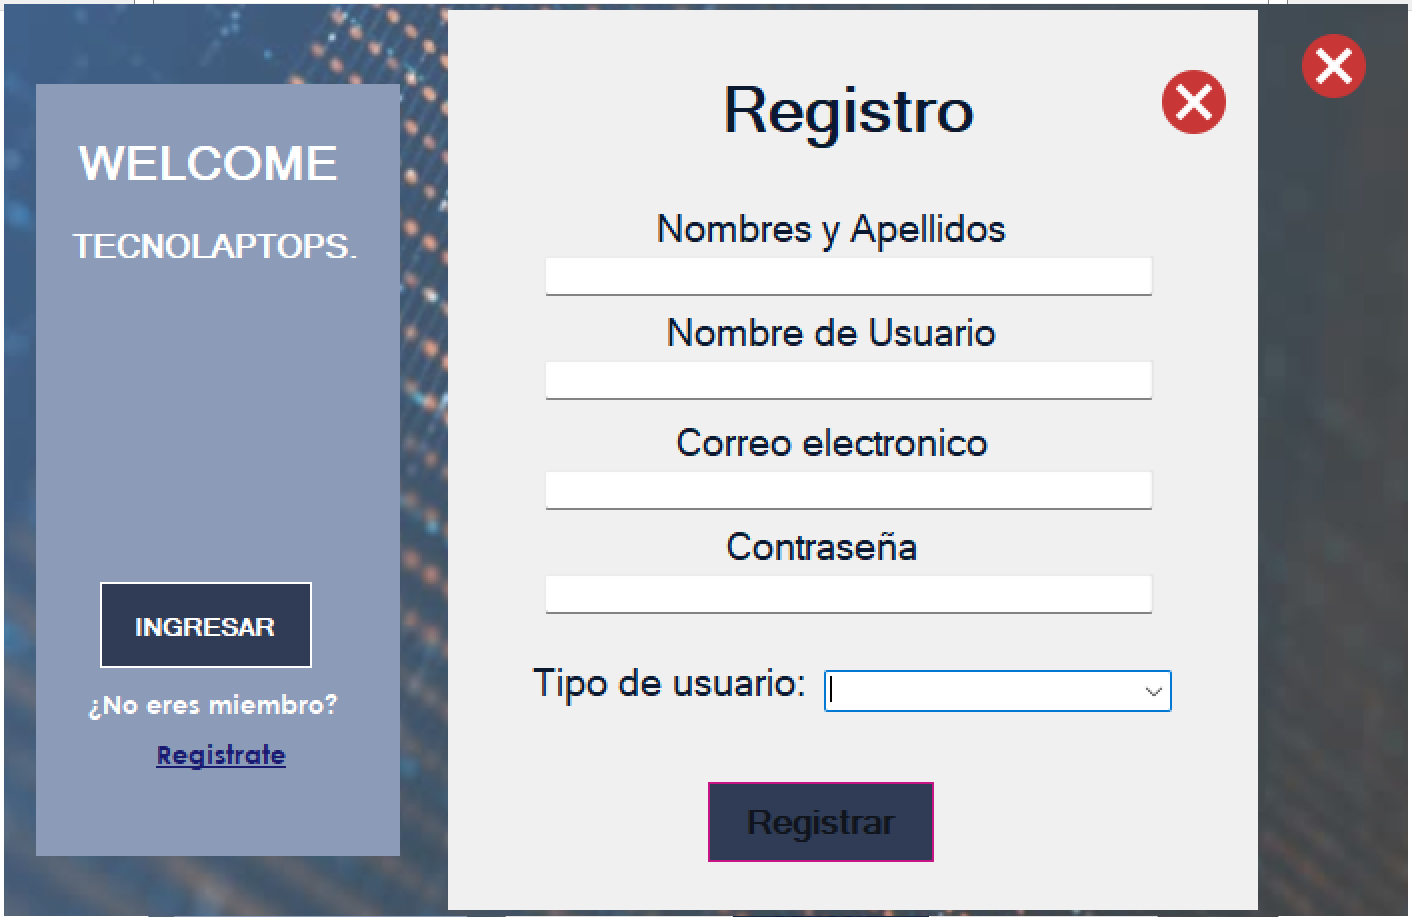 WELCOME
TECNOLAPTOPS.
INGRESAR
¿No eres miembro?
Registrate
Registro
Nombres y Apellidos
Nombre de Usuario
Correo electronico
Contraseña
Tipo de usuario:
Registrar